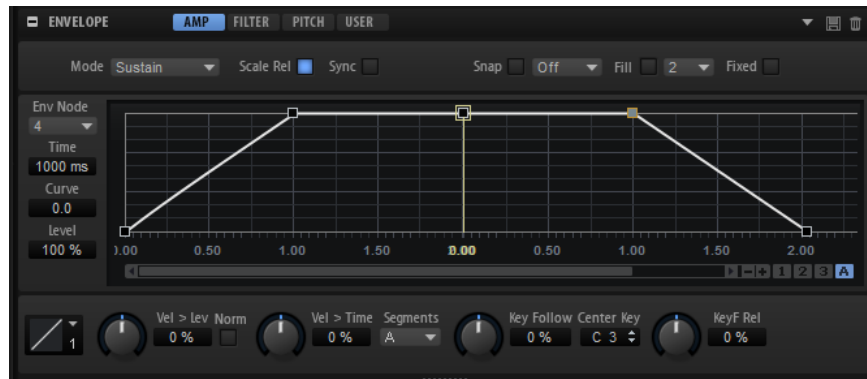 ENVELOPE AMP FILTER PITCH USER
Mode Sustain Scale Rel Sync Snap Off Fill 2 Fixed
Env Node
4
Time
1000 ms
Curve
0.0
Level
100 %
0.00 0.50 1.00 1.50 0.00 0.50 1.00 1.50 2.00
1 2 3 A
Vel > Lev Norm Vel > Time Segments Key Follow Center Key KeyF Rel
1 0 % 0 % A 0 % C 3 0 %